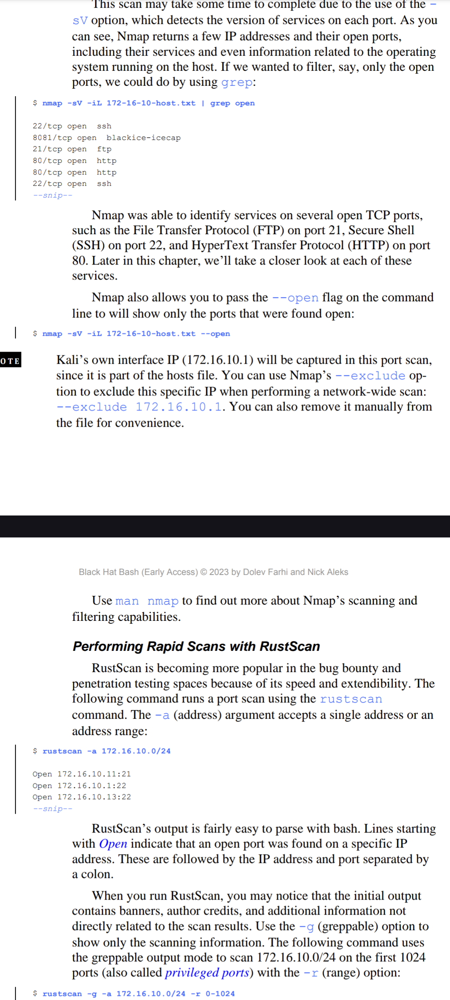 This scan may take some time to complete due to the use of the -
sV option, which detects the version of services on each port. As you
can see, Nmap returns a few IP addresses and their open ports,
including their services and even information related to the operating
system running on the host. If we wanted to filter, say, only the open
ports, we could do by using grep:
$ nmap -sV -iL 172-16-10-host.txt | grep open
22/tcp open  ssh
8081/tcp open  blackice-icecap
21/tcp open  ftp
80/tcp open  http
80/tcp open  http
22/tcp open  ssh
--snip--
Nmap was able to identify services on several open TCP ports,
such as the File Transfer Protocol (FTP) on port 21, Secure Shell
(SSH) on port 22, and HyperText Transfer Protocol (HTTP) on port
80. Later in this chapter, we’ll take a closer look at each of these
services.
Nmap also allows you to pass the --open flag on the command
line to will show only the ports that were found open:
$ nmap -sV -iL 172-16-10-host.txt --open
OTE
Kali’s own interface IP (172.16.10.1) will be captured in this port scan,
since it is part of the hosts file. You can use Nmap’s --exclude op-
tion to exclude this specific IP when performing a network-wide scan:
--exclude 172.16.10.1. You can also remove it manually from
the file for convenience.
Black Hat Bash (Early Access) © 2023 by Dolev Farhi and Nick Aleks
Use man nmap to find out more about Nmap’s scanning and
filtering capabilities.
Performing Rapid Scans with RustScan
RustScan is becoming more popular in the bug bounty and
penetration testing spaces because of its speed and extendibility. The
following command runs a port scan using the rustscan
command. The -a (address) argument accepts a single address or an
address range:
$ rustscan -a 172.16.10.0/24
Open 172.16.10.11:21
Open 172.16.10.1:22
Open 172.16.10.13:22
--snip--
RustScan’s output is fairly easy to parse with bash. Lines starting
with Open indicate that an open port was found on a specific IP
address. These are followed by the IP address and port separated by
a colon.
When you run RustScan, you may notice that the initial output
contains banners, author credits, and additional information not
directly related to the scan results. Use the -g (greppable) option to
show only the scanning information. The following command uses
the greppable output mode to scan 172.16.10.0/24 on the first 1024
ports (also called privileged ports) with the -r (range) option:
$ rustscan -g -a 172.16.10.0/24 -r 0-1024